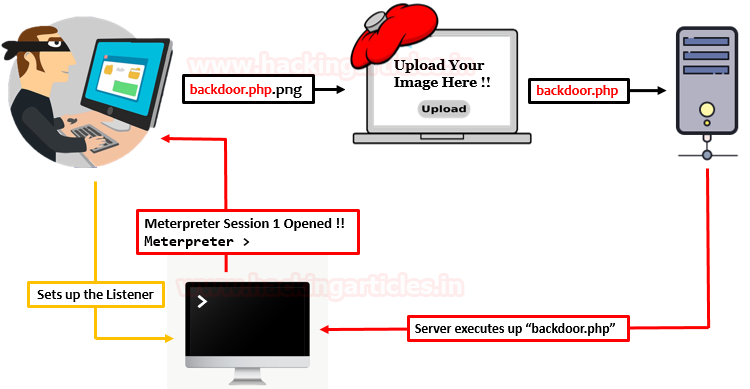 www.hackingarticles.in
backdoor.php.png
Upload Your
Image Here !!
Upload
backdoor.php
Meterpreter Session 1 Opened !!
Meterpreter >
www.hackingarticles.in
Sets up the Listener
>
Server executes up “backdoor.php”